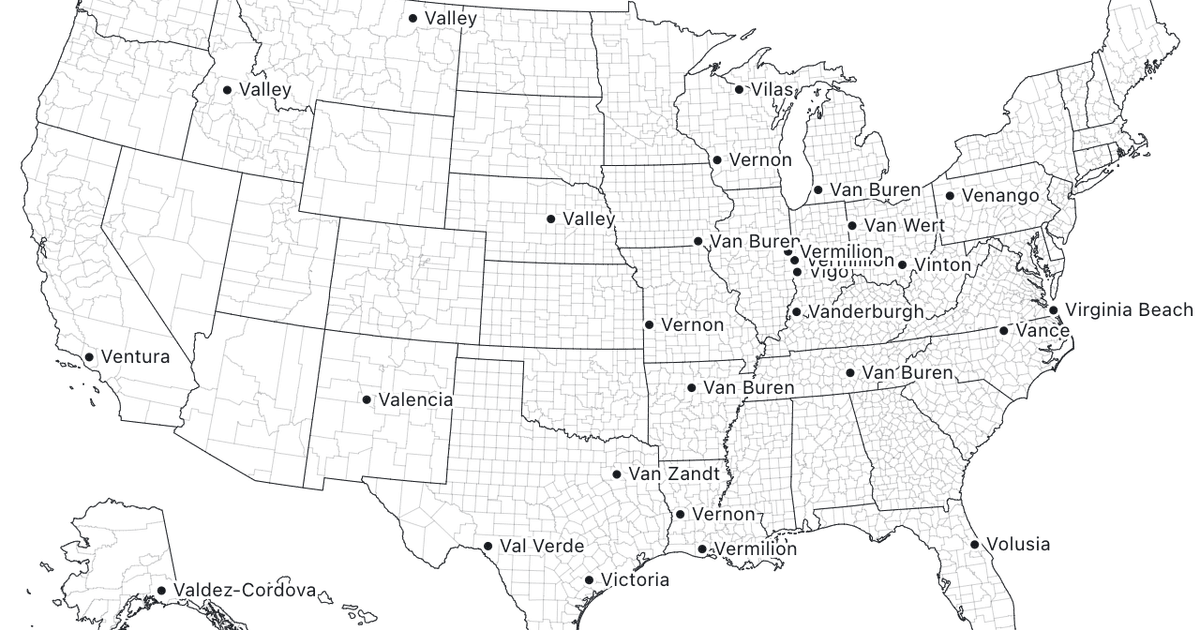 Valley
Valley
Vilas
Vernon
Van Buren
Venango
Valley
Van Wert
Van Buren
Vermilion
Vermillion
Vinton
Vigo
Virginia Beach
Vanderburgh
Vernon
Vance
Ventura
Van Buren
Van Buren
Valencia
Van Zandt
Vernon
Val Verde
Vermilion
Volusia
Victoria
Valdez-Cordova